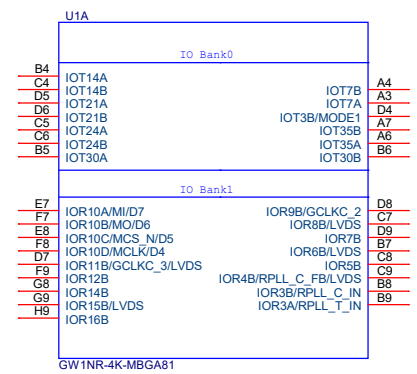 U1A
IO Bank0
B4 IOT14A
C4 IOT14B
D5 IOT21A
D6 IOT21B
C5 IOT24A
C6 IOT24B
B5 IOT30A
IOT7B A4
IOT7A A3
IOT3B/MODE1 D4
IOT35B A7
IOT35A A6
IOT30B B6
IO Bank1
E7 IOR10A/MI/D7
F7 IOR10B/MO/D6
E8 IOR10C/MCS_N/D5
F8 IOR10D/MCLK/D4
D7 IOR11B/GCLKC_3/LVDS
F9 IOR12B
G8 IOR14B
G9 IOR15B/LVDS
H9 IOR16B
IOR9B/GCLKC_2 D8
IOR8B/LVDS C7
IOR7B D9
IOR6B/LVDS B7
IOR5B C8
IOR4B/RPLL_C_FB/LVDS C9
IOR3B/RPLL_C_IN B8
IOR3A/RPLL_T_IN B9
GW1NR-4K-MBGA81